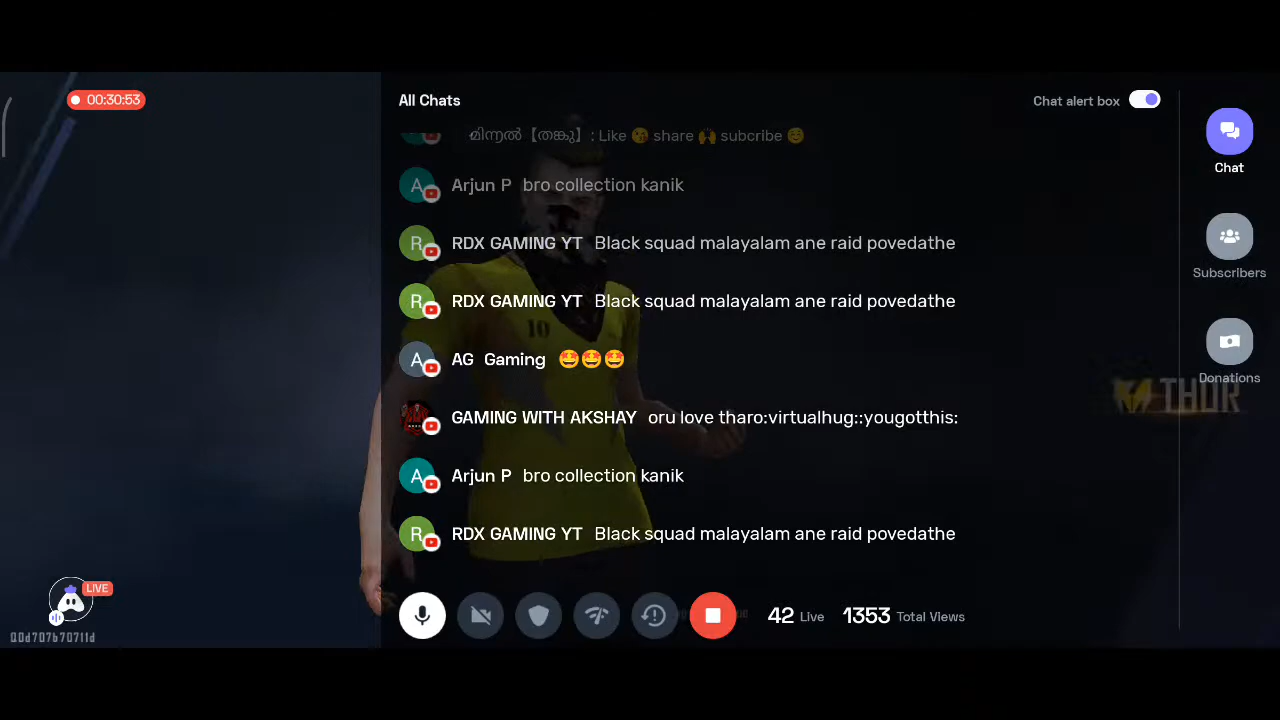 00:30:53
All Chats
Chat alert box
മിന്നൽ【തങ്കു】: Like 😘 share 🙌 subcribe ☺️
Chat
A Arjun P bro collection kanik
R RDX GAMING YT Black squad malayalam ane raid povedathe
Subscribers
R RDX GAMING YT Black squad malayalam ane raid povedathe
A AG Gaming 🤩🤩🤩
Donations
THOR
GAMING WITH AKSHAY oru love tharo:virtualhug::yougotthis:
A Arjun P bro collection kanik
R RDX GAMING YT Black squad malayalam ane raid povedathe
LIVE
42 Live 1353 Total Views
10